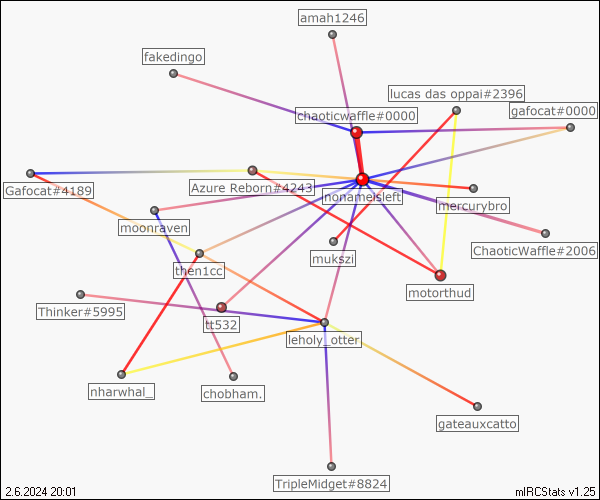 amah1246
fakedingo
lucas das oppai#2396
chaoticwaffle#0000
gafocat#0000
Gafocat#4189
Azure Reborn#4243
nonameisleft
mercurybro
moonraven
ChaoticWaffle#2006
mukszi
then1cc
motorthud
Thinker#5995
tt532
leholy_otter
nharwhal_
chobham.
gateauxcatto
TripleMidget#8824
2.6.2024 20:01
mIRCStats v1.25